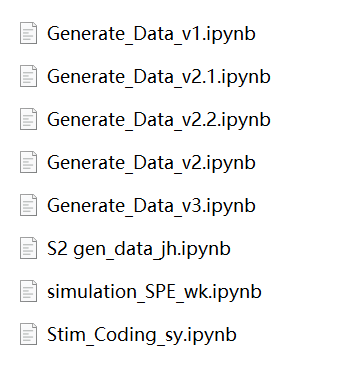 Generate_Data_v1.ipynb
Generate_Data_v2.1.ipynb
Generate_Data_v2.2.ipynb
Generate_Data_v2.ipynb
Generate_Data_v3.ipynb
S2 gen_data_jh.ipynb
simulation_SPE_wk.ipynb
Stim_Coding_sy.ipynb